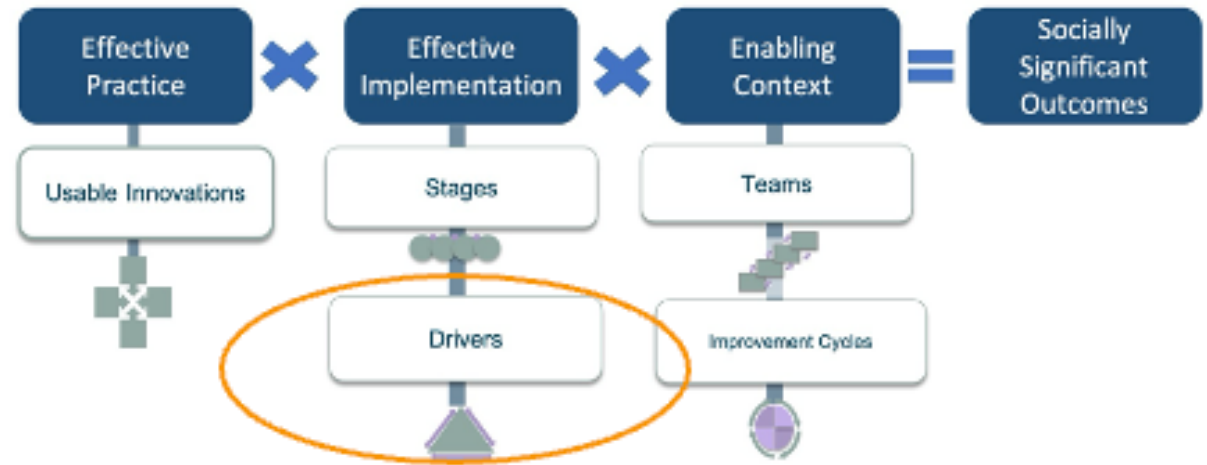 Effective
Practice
Effective
Implementation
Enabling
Context
Socially
Significant
Outcomes
Usable Innovations
Stages
Teams
Drivers
Improvement Cycles